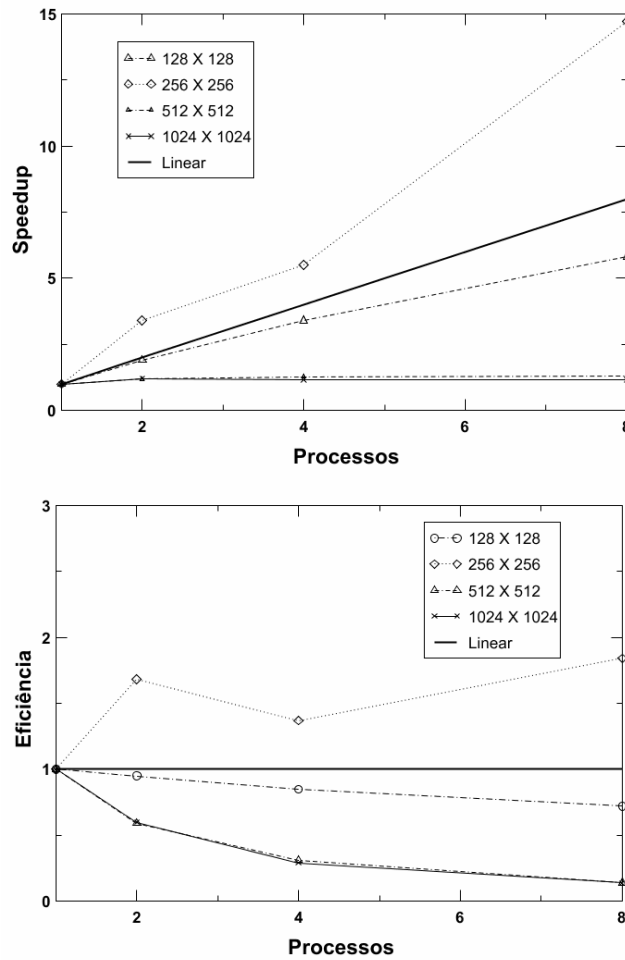 15
128 X 128
256 X 256
512 X 512
1024 X 1024
Linear
10
Speedup
5
0
2
4
6
8
Processos
3
128 X 128
256 X 256
512 X 512
1024 X 1024
Linear
2
Eficiência
1
0
2
4
6
8
Processos